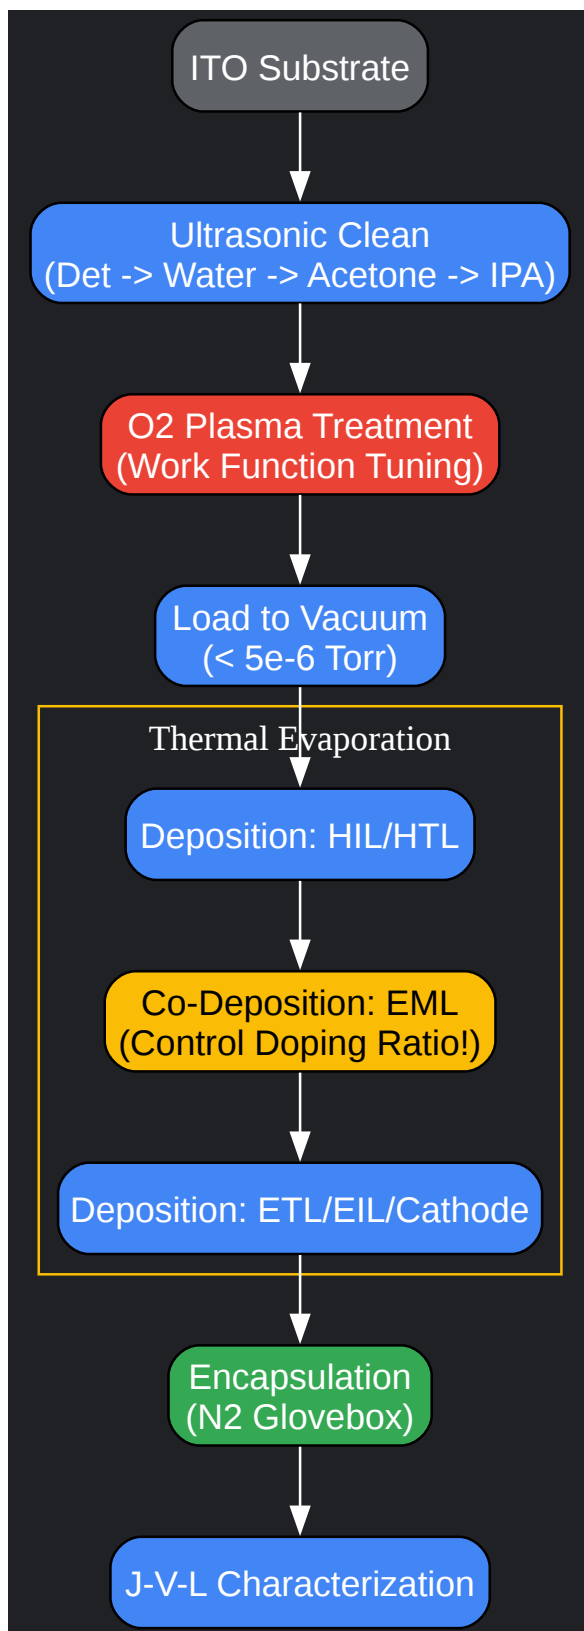 ITO Substrate
Ultrasonic Clean
(Det -> Water -> Acetone -> IPA)
O2 Plasma Treatment
(Work Function Tuning)
Load to Vacuum
(< 5e-6 Torr)
Thermal Evaporation
Deposition: HIL/HTL
Co-Deposition: EML
(Control Doping Ratio!)
Deposition: ETL/EIL/Cathode
Encapsulation
(N2 Glovebox)
J-V-L Characterization